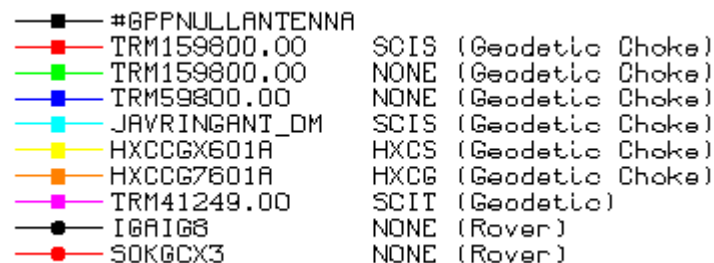 #GPPNULLANTENNA
TRM159800.00 SCIS (Geodetic Choke)
TRM159800.00 NONE (Geodetic Choke)
TRM59800.00 NONE (Geodetic Choke)
JAVRINGANT_DM SCIS (Geodetic Choke)
HXCCGX601A HXCS (Geodetic Choke)
HXCCG7601A HXCG (Geodetic Choke)
TRM41249.00 SCIT (Geodetic)
IGAIG8 NONE (Rover)
SOKGCX3 NONE (Rover)